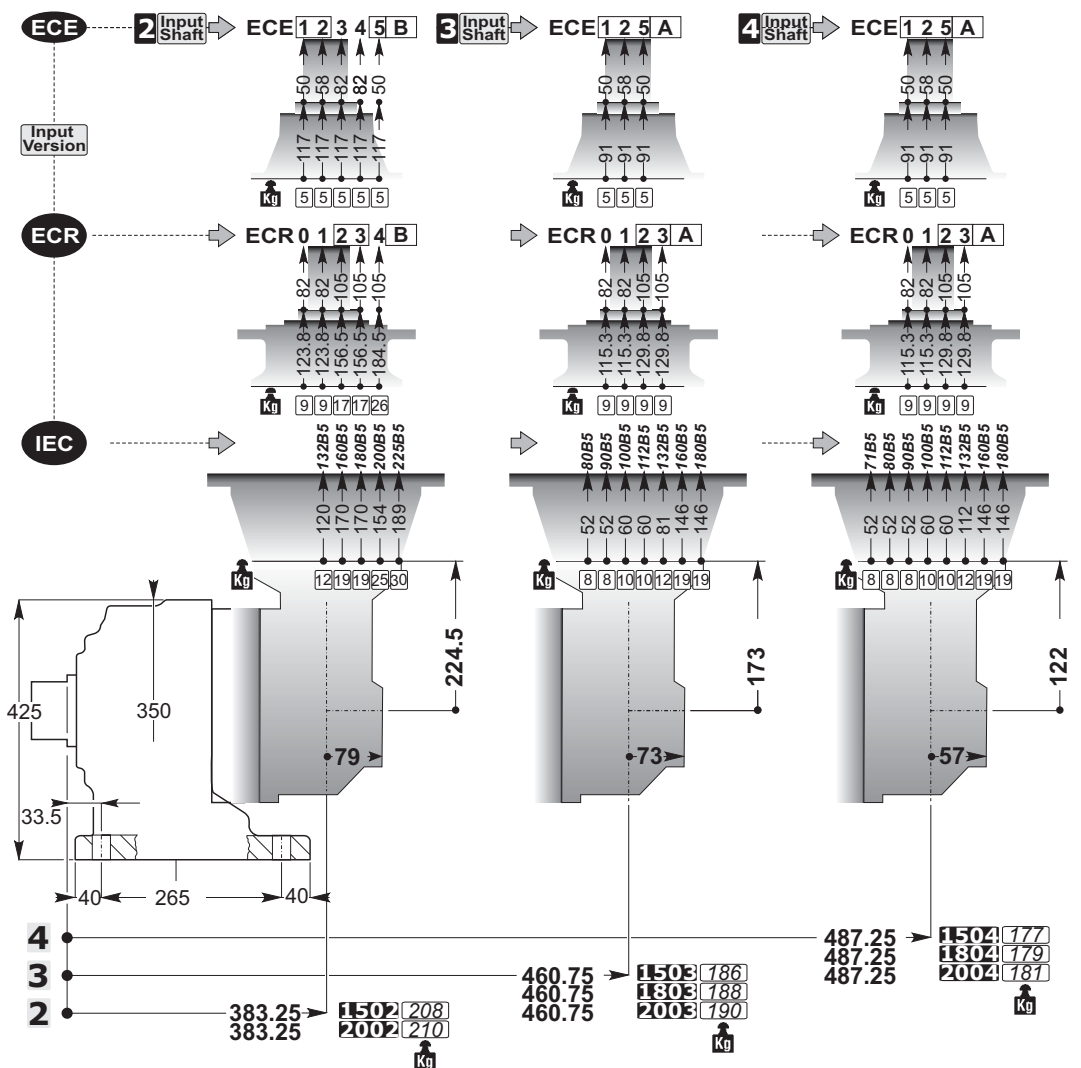 ECE 2 Input Shaft ECE 1 2 3 4 5 B 3 Input Shaft ECE 1 2 5 A 4 Input Shaft ECE 1 2 5 A
50 58 82 82 50 50 58 50 50 58 50
Input Version
117 117 117 117 117 91 91 91 91 91 91
Kg 5 5 5 5 5 Kg 5 5 5 Kg 5 5 5
ECR ECR 0 1 2 3 4 B ECR 0 1 2 3 A ECR 0 1 2 3 A
82 82 105 105 105 82 82 105 105 82 82 105 105
123.8 123.8 156.5 156.5 184.5 115.3 115.3 129.8 129.8 115.3 115.3 129.8 129.8
Kg 9 9 17 17 26 Kg 9 9 9 9 Kg 9 9 9 9
IEC 132B5 160B5 180B5 200B5 225B5 80B5 90B5 100B5 112B5 132B5 160B5 180B5 71B5 80B5 90B5 100B5 112B5 132B5 160B5 180B5
120 170 170 154 189 52 52 60 60 81 146 146 52 52 52 60 60 112 146 146
Kg 12 19 19 25 30 Kg 8 8 10 10 12 19 19 Kg 8 8 8 10 10 12 19 19
224.5 173 122
425 350
79 73 57
33.5
40 265 40
4 487.25 1504 177
487.25 1804 179
487.25 2004 181
Kg
3 460.75 1503 186
460.75 1803 188
460.75 2003 190
Kg
2 383.25 1502 208
383.25 2002 210
Kg